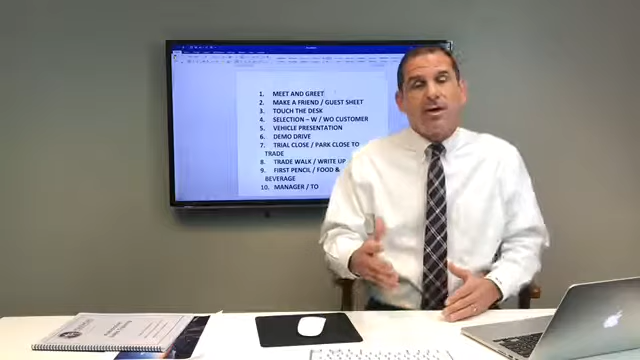 1. MEET AND GREET
2. MAKE A FRIEND / GUEST SHEET
3. TOUCH THE DESK
4. SELECTION – W / WO CUSTOMER
5. VEHICLE PRESENTATION
6. DEMO DRIVE
7. TRIAL CLOSE / PARK CLOSE TO
TRADE
8. TRADE WALK / WRITE UP
9. FIRST PENCIL / FOOD &
BEVERAGE
10. MANAGER / TO